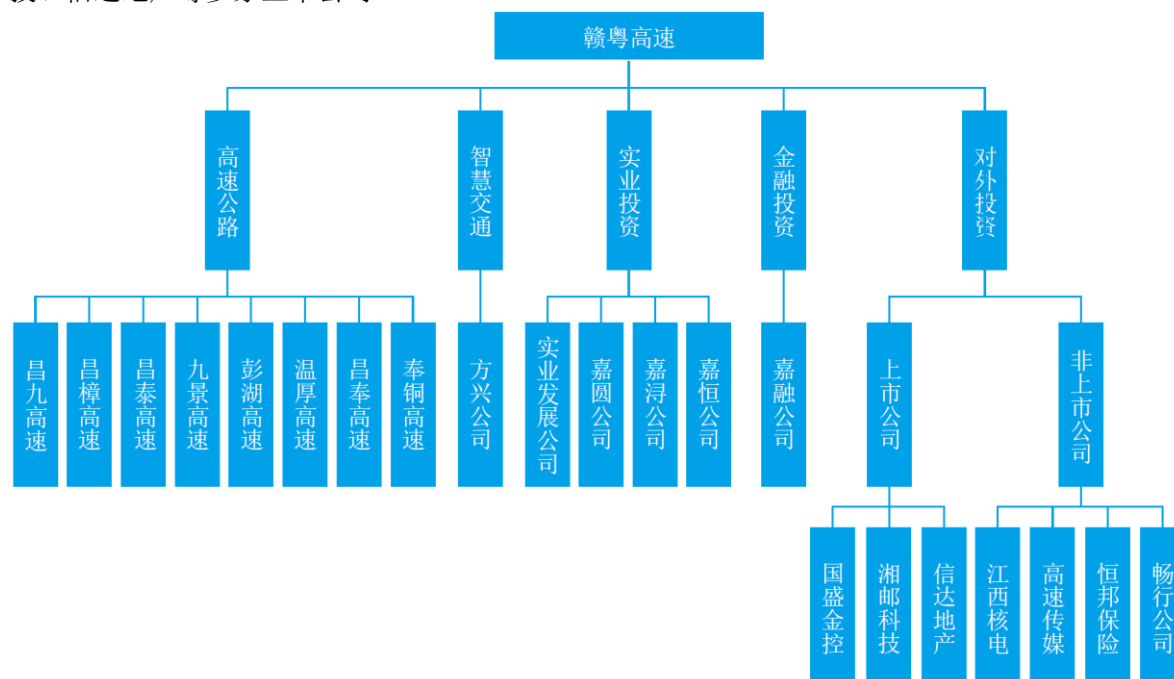 赣粤高速
高速公路
智慧交通
实业投资
金融投资
对外投资
昌九高速
昌樟高速
昌泰高速
九景高速
彭湖高速
温厚高速
昌奉高速
奉铜高速
方兴公司
实业发展公司
嘉圆公司
嘉浔公司
嘉恒公司
嘉融公司
上市公司
非上市公司
国盛金控
湘邮科技
信达地产
江西核电
高速传媒
恒邦保险
畅行公司